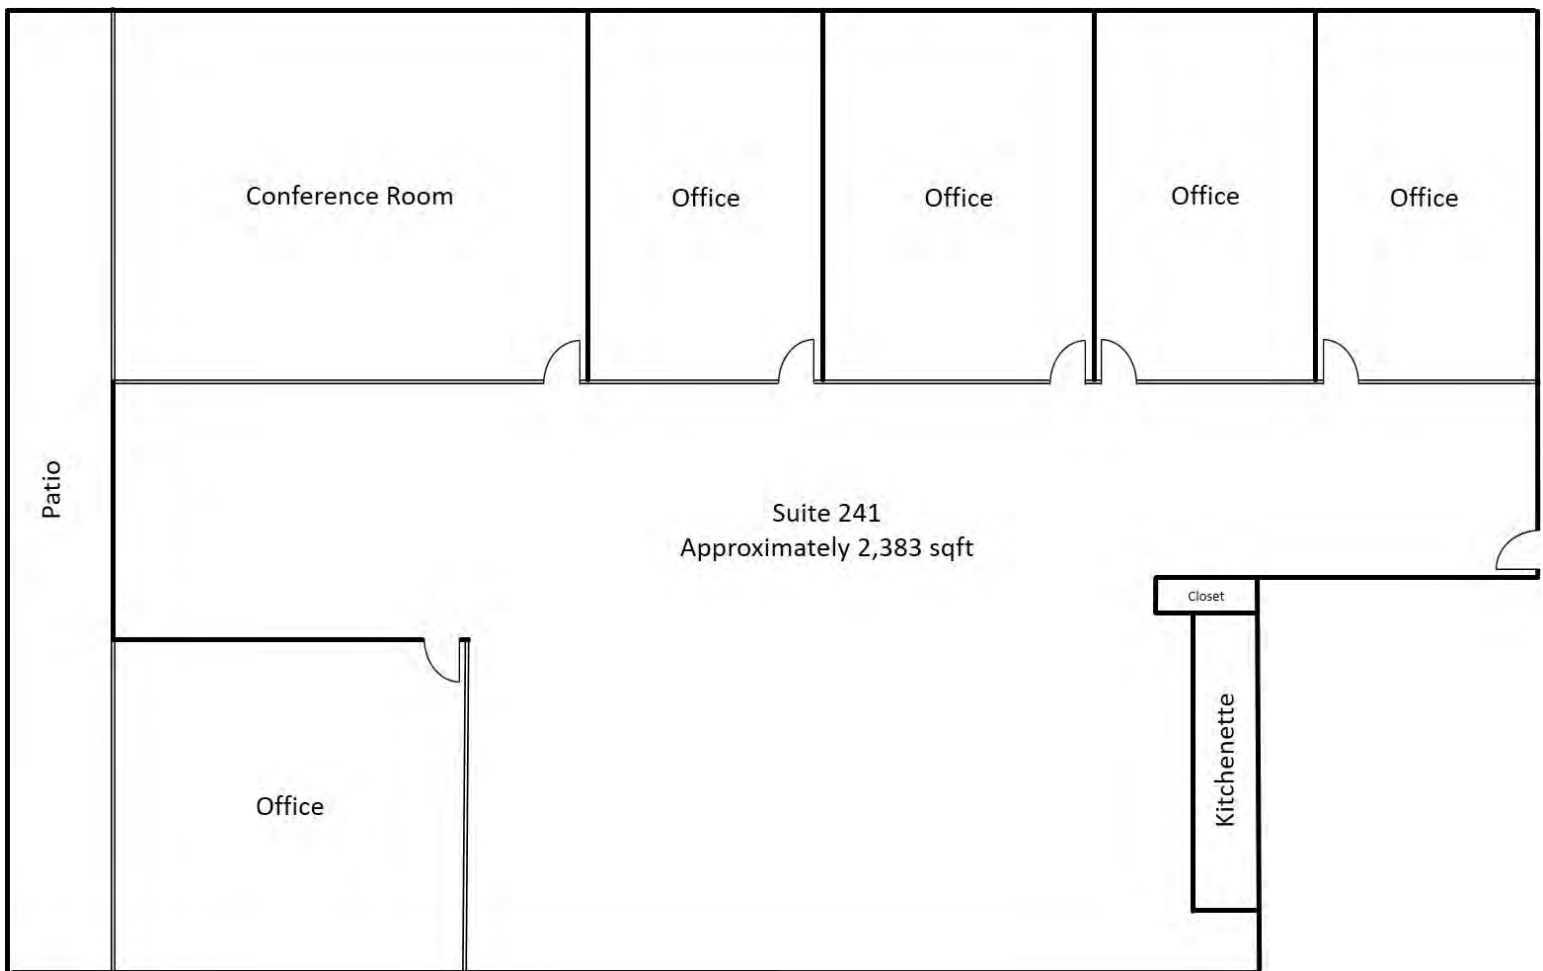 Conference Room
Office
Office
Office
Office
Patio
Suite 241
Approximately 2,383 sqft
Closet
Kitchenette
Office